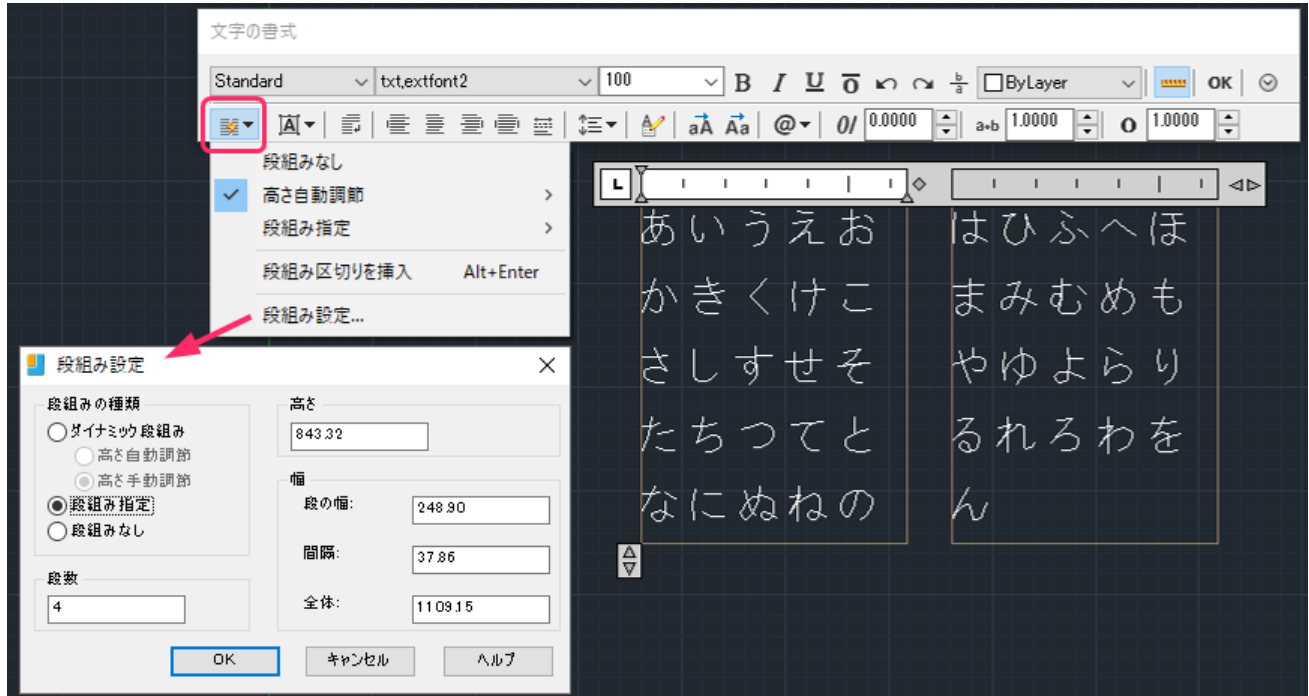 文字の書式
Standard txt,extfont2 100 B I U O b/a ByLayer OK
A aA Aa @ 0/ 0.0000 a•b 1.0000 O 1.0000
段組みなし
高さ自動調節
段組み指定
段組み区切りを挿入 Alt+Enter
段組み設定...
L
あいうえお
かきくけこ
さしすせそ
たちつてと
なにぬねの
はひふへほ
まみむめも
やゆよらり
るれろわを
ん
段組み設定
段組みの種類
ダイナミック段組み
高さ自動調節
高さ手動調節
段組み指定
段組みなし
段数
4
高さ
843.32
幅
段の幅: 248.90
間隔: 37.86
全体: 1109.15
OK キャンセル ヘルプ